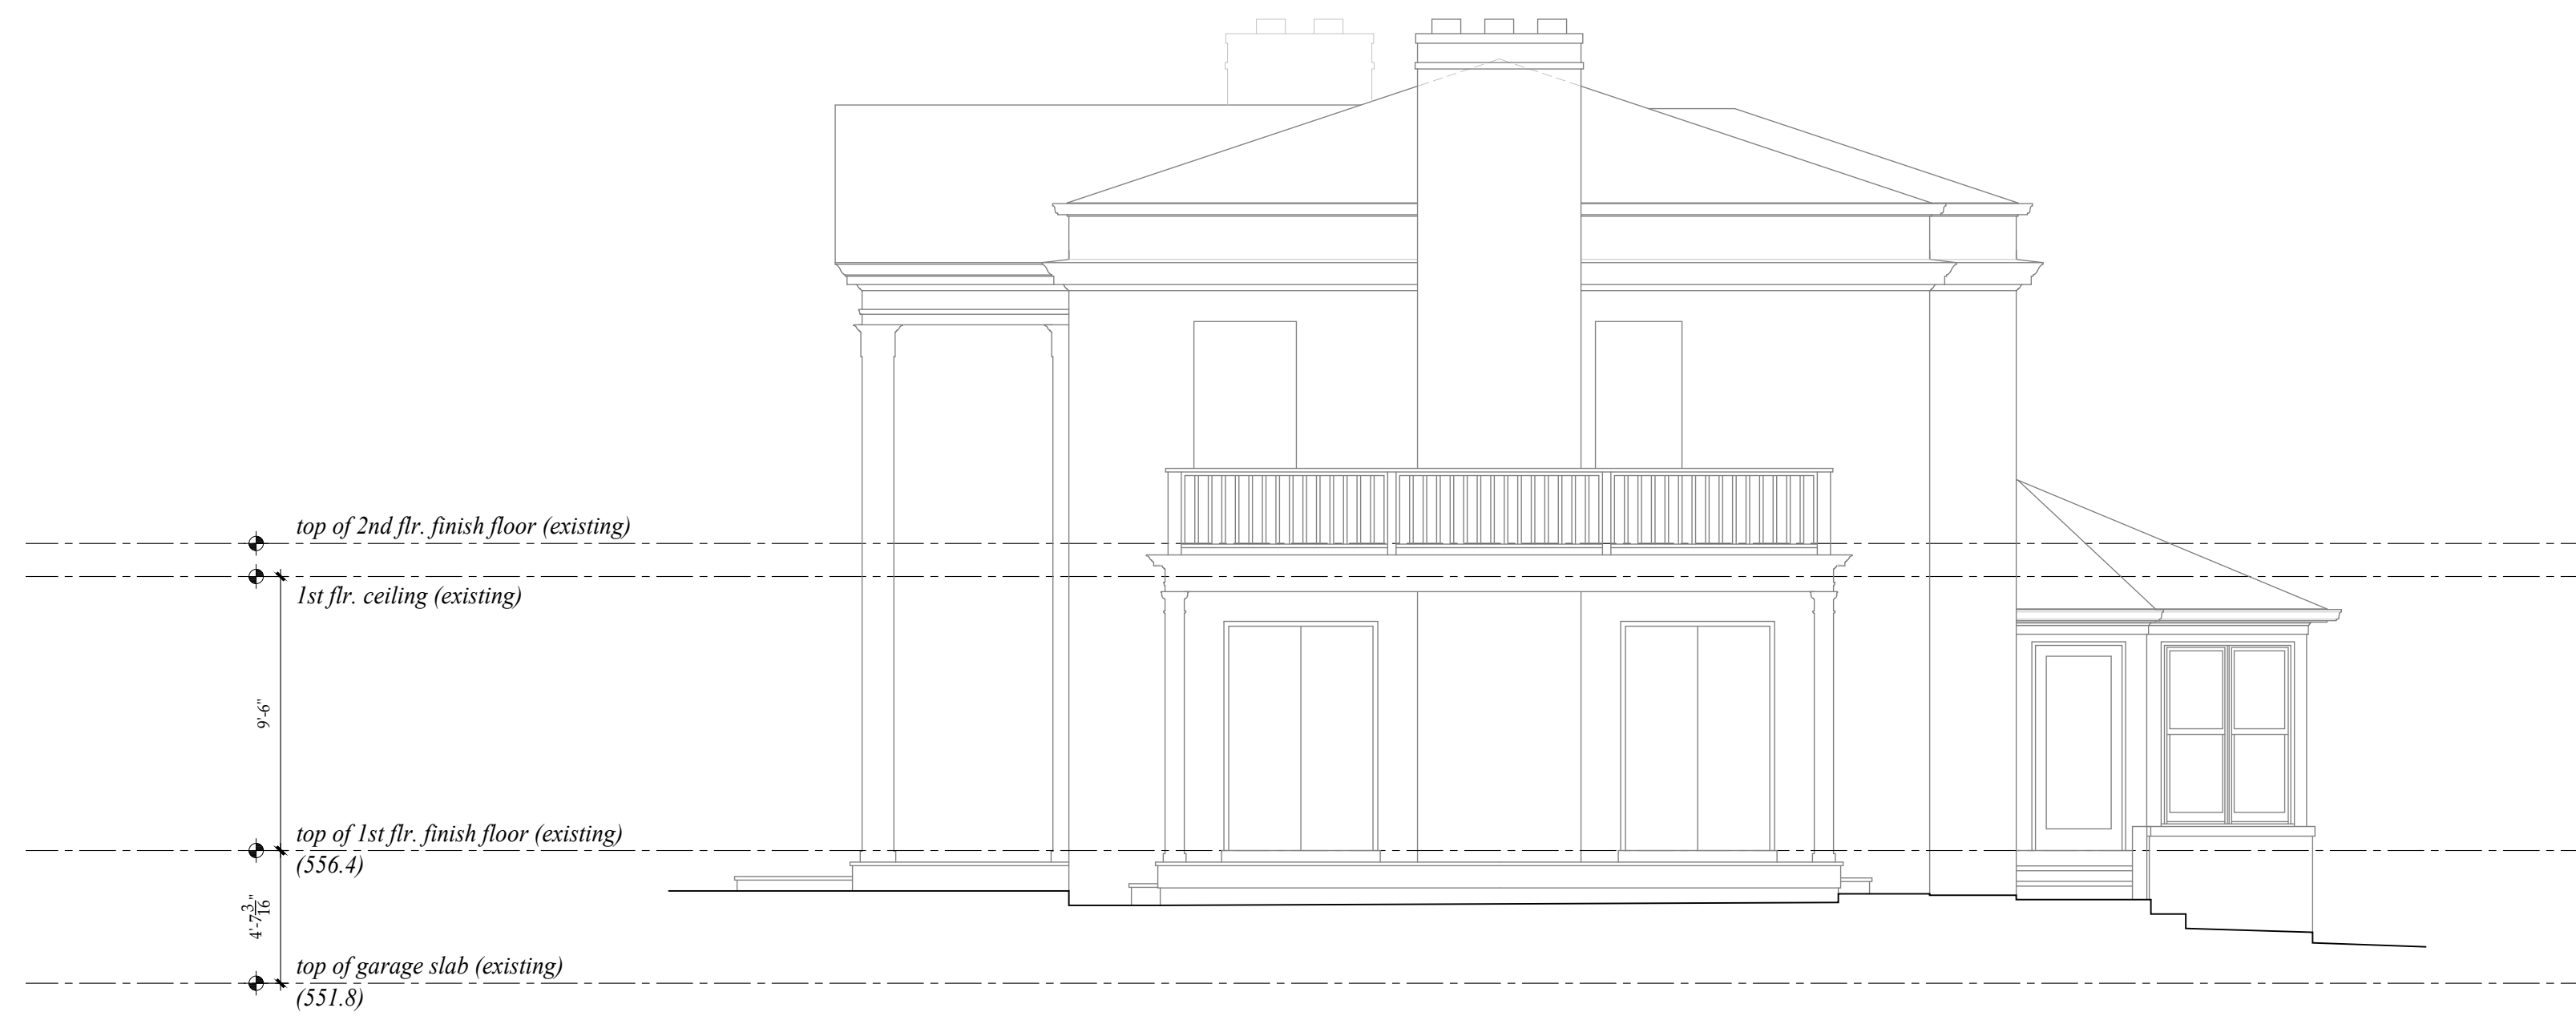 top of 2nd flr. finish floor (existing)
1st flr. ceiling (existing)
9'-6"
top of 1st flr. finish floor (existing)
(556.4)
4'-7 3/16"
top of garage slab (existing)
(551.8)